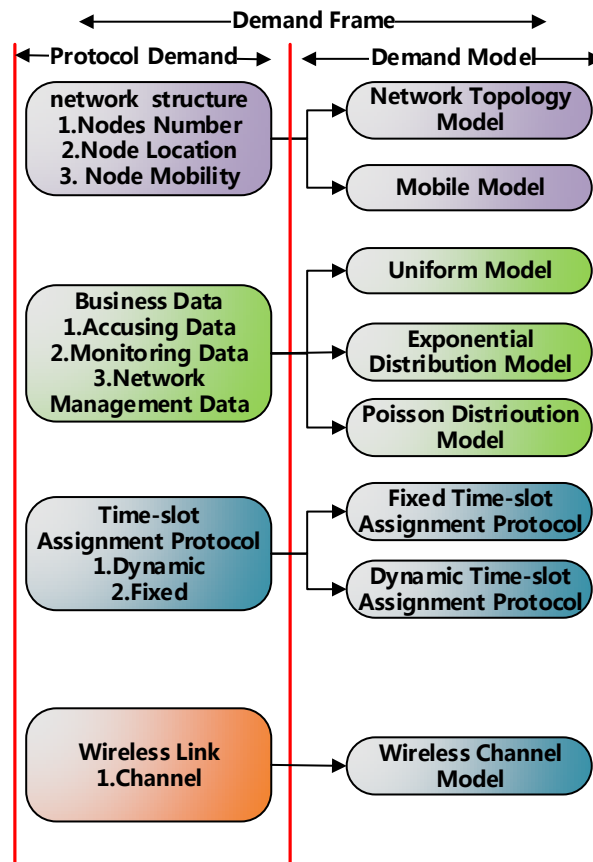 Demand Frame
Protocol Demand
Demand Model
network structure
1.Nodes Number
2.Node Location
3. Node Mobility
Network Topology
Model
Mobile Model
Business Data
1.Accusing Data
2.Monitoring Data
3.Network
Management Data
Uniform Model
Exponential
Distribution Model
Poisson Distrioution
Model
Time-slot
Assignment Protocol
1.Dynamic
2.Fixed
Fixed Time-slot
Assignment Protocol
Dynamic Time-slot
Assignment Protocol
Wireless Link
1.Channel
Wireless Channel
Model